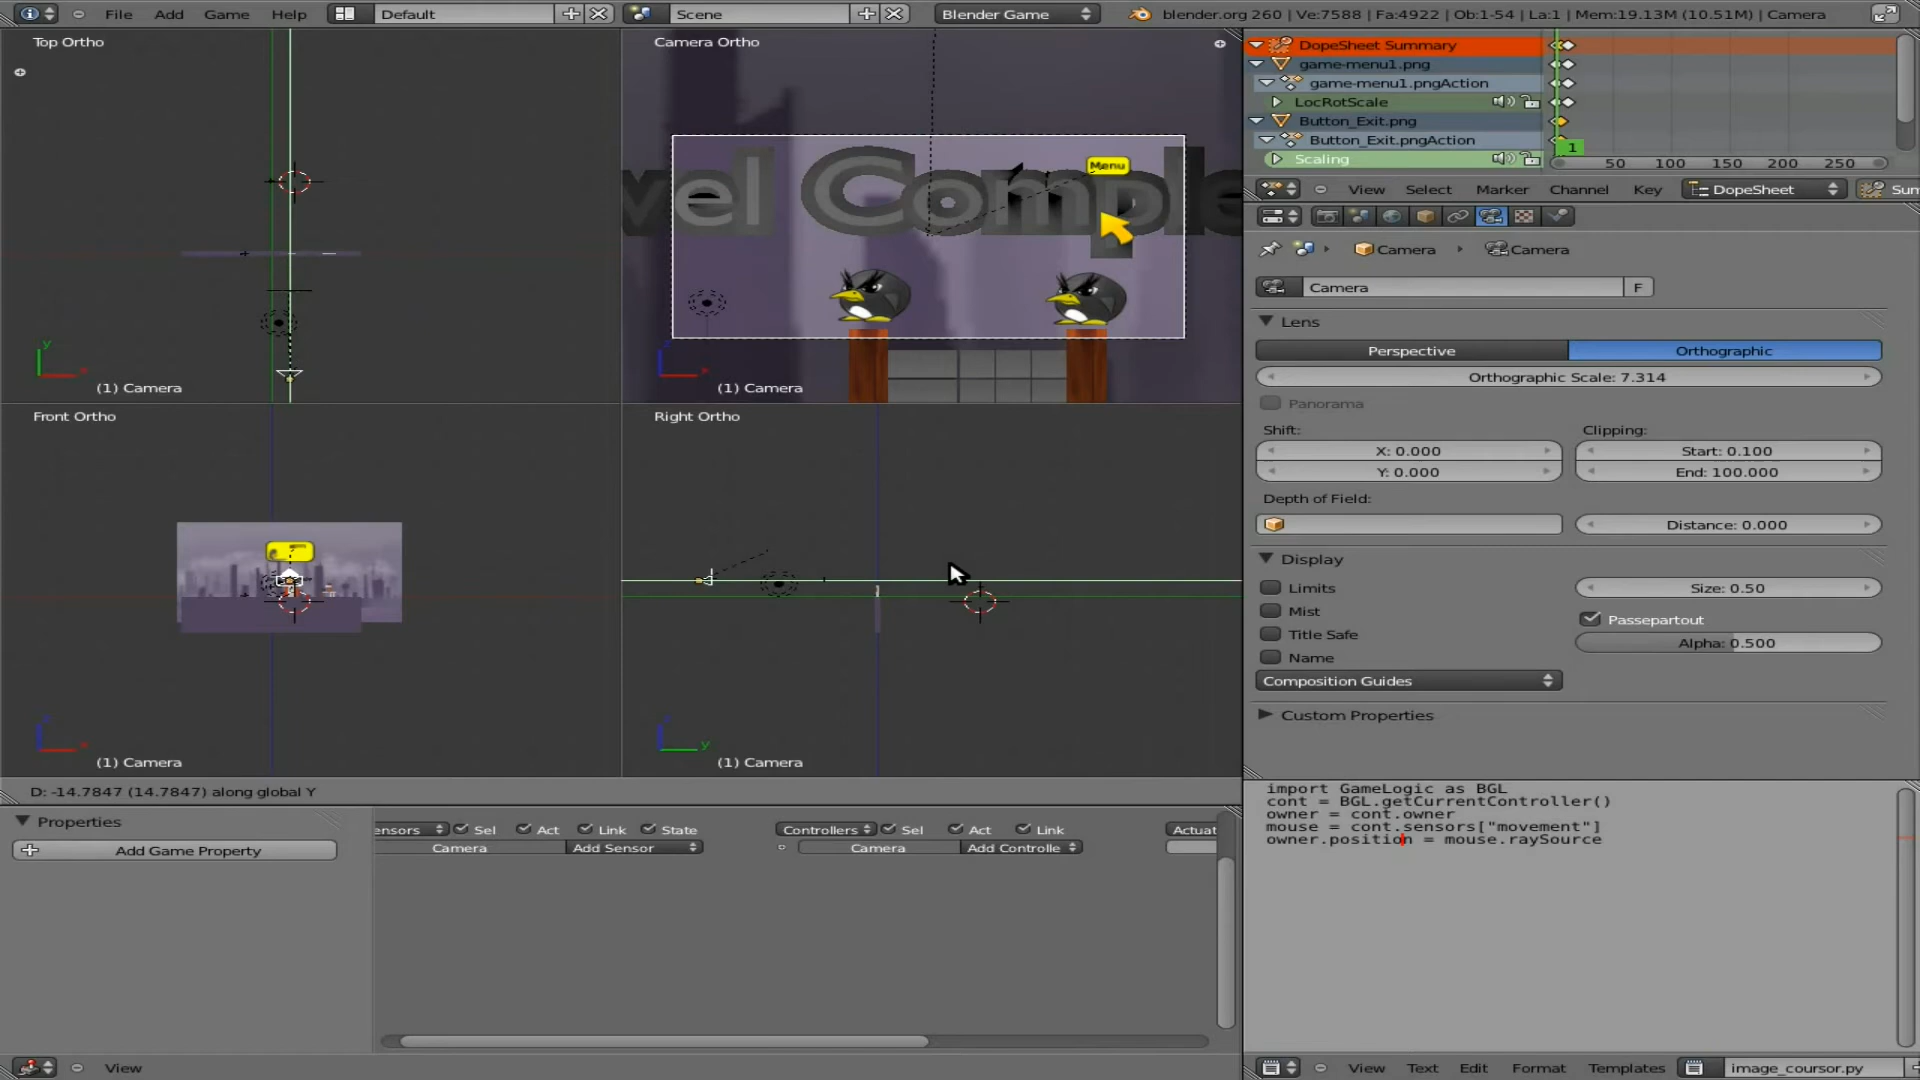 File Add Game Help Default Scene Blender Game blender.org 260 | Ve:7588 | Fa:4922 | Ob:1-54 | La:1 | Mem:19.13M (10.51M) | Camera
Top Ortho
Camera Ortho
vel Comple
Menu
(1) Camera
(1) Camera
Front Ortho
Right Ortho
(1) Camera
(1) Camera
D: -14.7847 (14.7847) along global Y
DopeSheet Summary
game-menu1.png
game-menu1.pngAction
LocRotScale
Button_Exit.png
Button_Exit.pngAction
Scaling
1
50 100 150 200 250
View Select Marker Channel Key DopeSheet Sum
Camera Camera
Camera F
Lens
Perspective Orthographic
Orthographic Scale: 7.314
Panorama
Shift: Clipping:
X: 0.000 Start: 0.100
Y: 0.000 End: 100.000
Depth of Field:
Distance: 0.000
Display
Limits Size: 0.50
Mist Passepartout
Title Safe Alpha: 0.500
Name
Composition Guides
Custom Properties
import GameLogic as BGL
cont = BGL.getCurrentController()
owner = cont.owner
mouse = cont.sensors["movement"]
owner.position = mouse.raySource
Properties
Add Game Property
ensors Sel Act Link State Controllers Sel Act Link Actuat
Camera Add Sensor Camera Add Controlle
View
View Text Edit Format Templates image_coursor.py